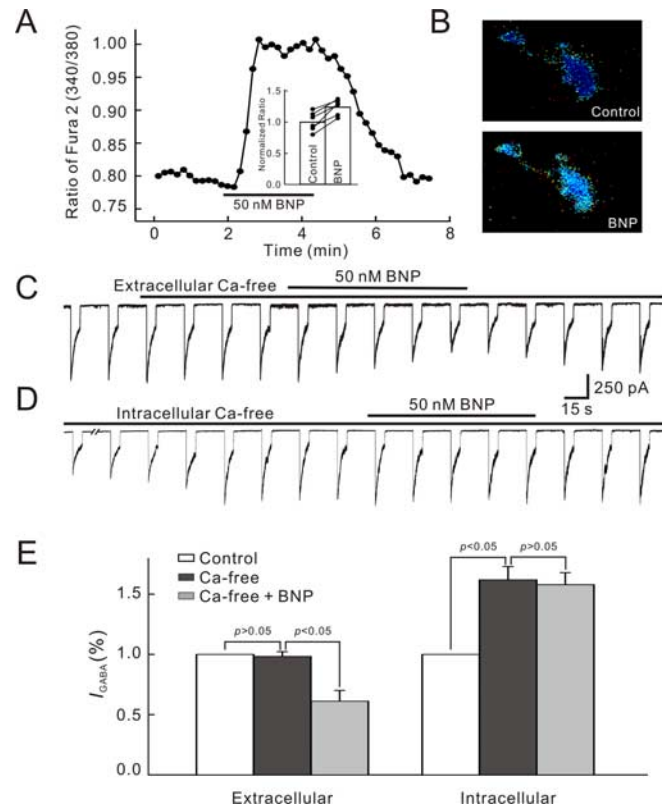 A
Ratio of Fura 2 (340/380)
1.00
0.95
0.90
0.85
0.80
0.75
Normalized Ratio
1.5
1.0
0.5
0.0
Control
BNP
50 nM BNP
0
2
4
6
8
Time (min)
B
Control
BNP
C
50 nM BNP
Extracellular Ca-free
250 pA
15 s
D
50 nM BNP
Intracellular Ca-free
E
Control
Ca-free
Ca-free + BNP
p<0.05
p>0.05
p>0.05
p<0.05
IGABA (%)
1.5
1.0
0.5
0.0
Extracellular
Intracellular